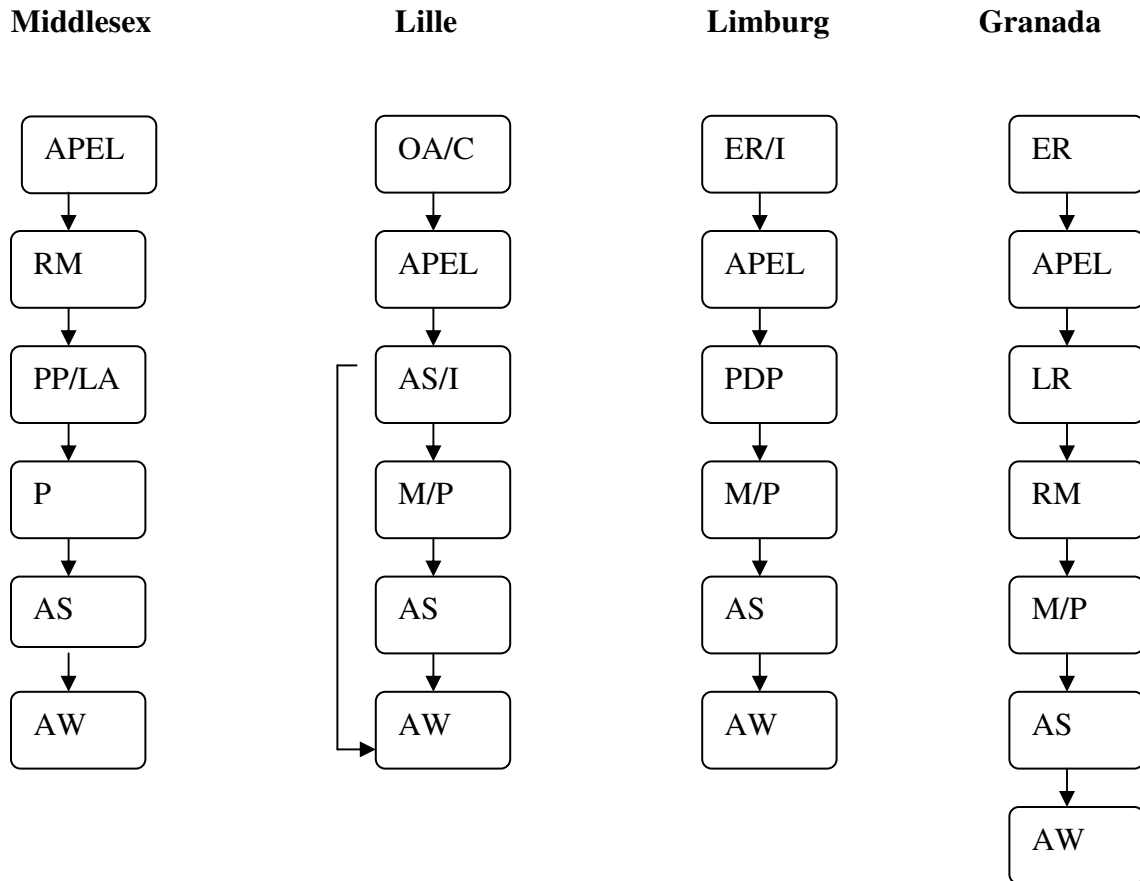 Middlesex Lille Limburg Granada
APEL OA/C ER/I ER
RM APEL APEL APEL
PP/LA AS/I PDP LR
P M/P M/P RM
AS AS AS M/P
AW AW AW AS
AW